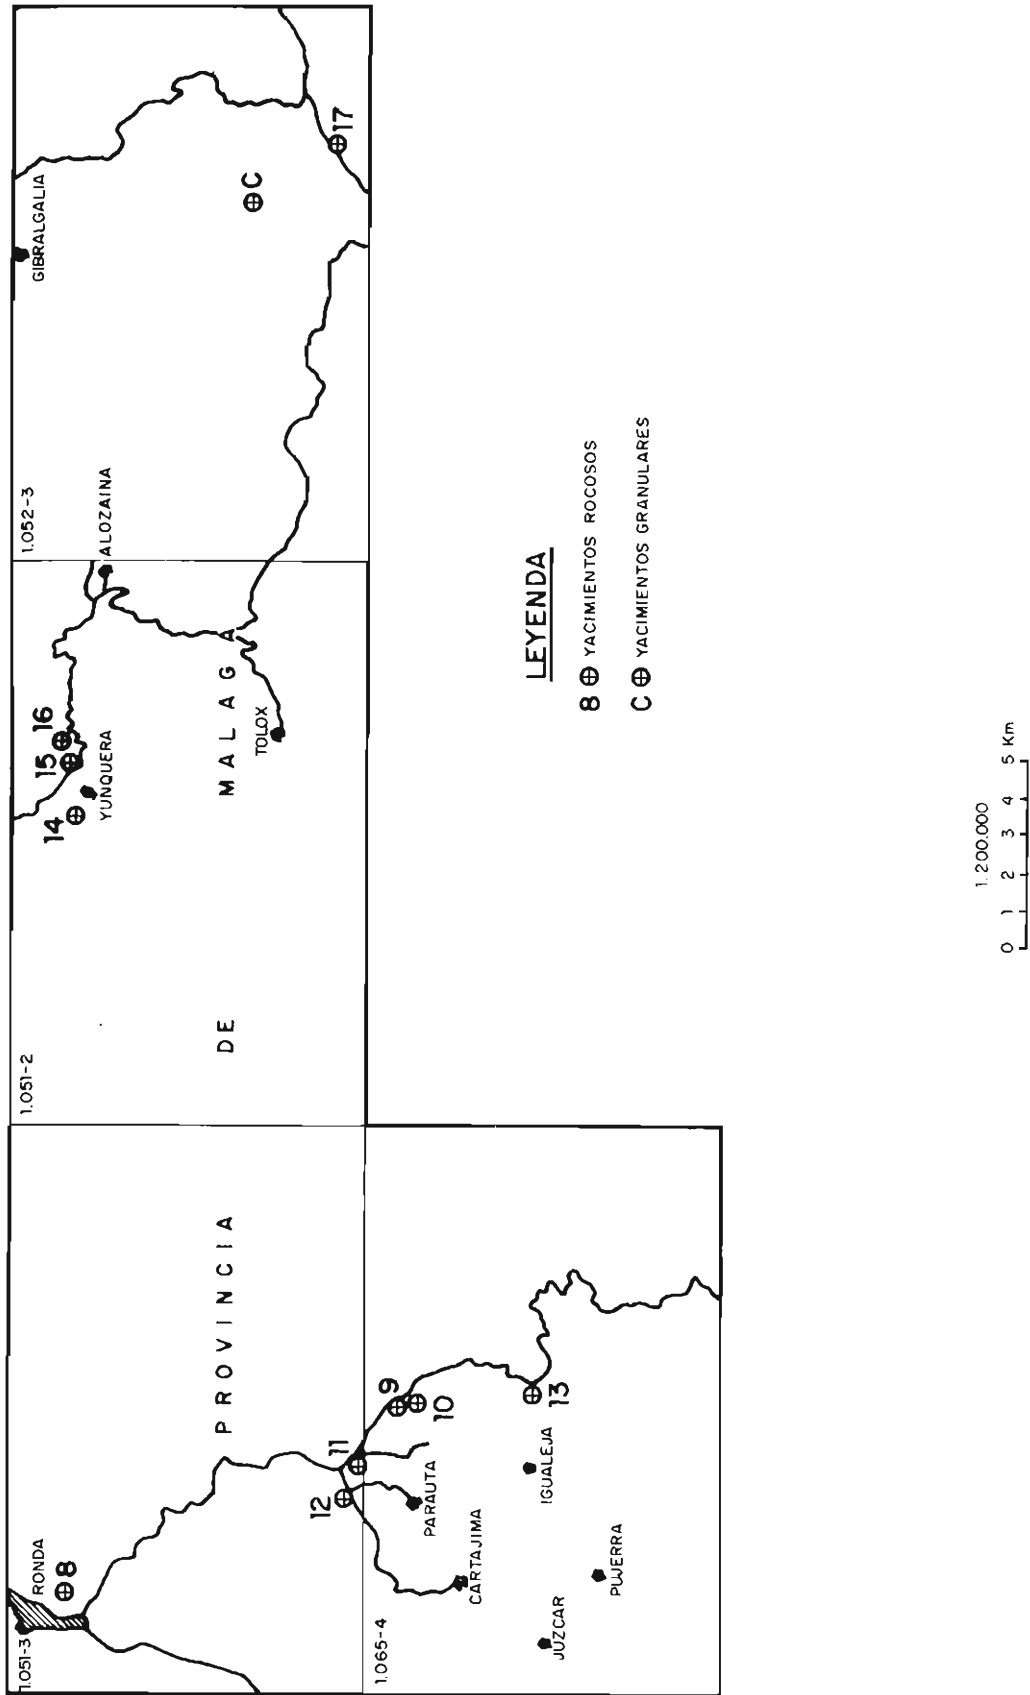 1.051-3
RONDA
8
PROVINCIA
12
11
1.065-4
9
10
PARAUTA
CARTAJIMA
IGUALEJA
13
JUZCAR
PUJERRA
1.051-2
DE
MALAGA
14
15
16
YUNQUERA
TOLOX
ALOZAINA
1.052-3
GIBRALGALIA
C
17
LEYENDA
8 YACIMIENTOS ROCOSOS
C YACIMIENTOS GRANULARES
1.200.000
0 1 2 3 4 5 Km